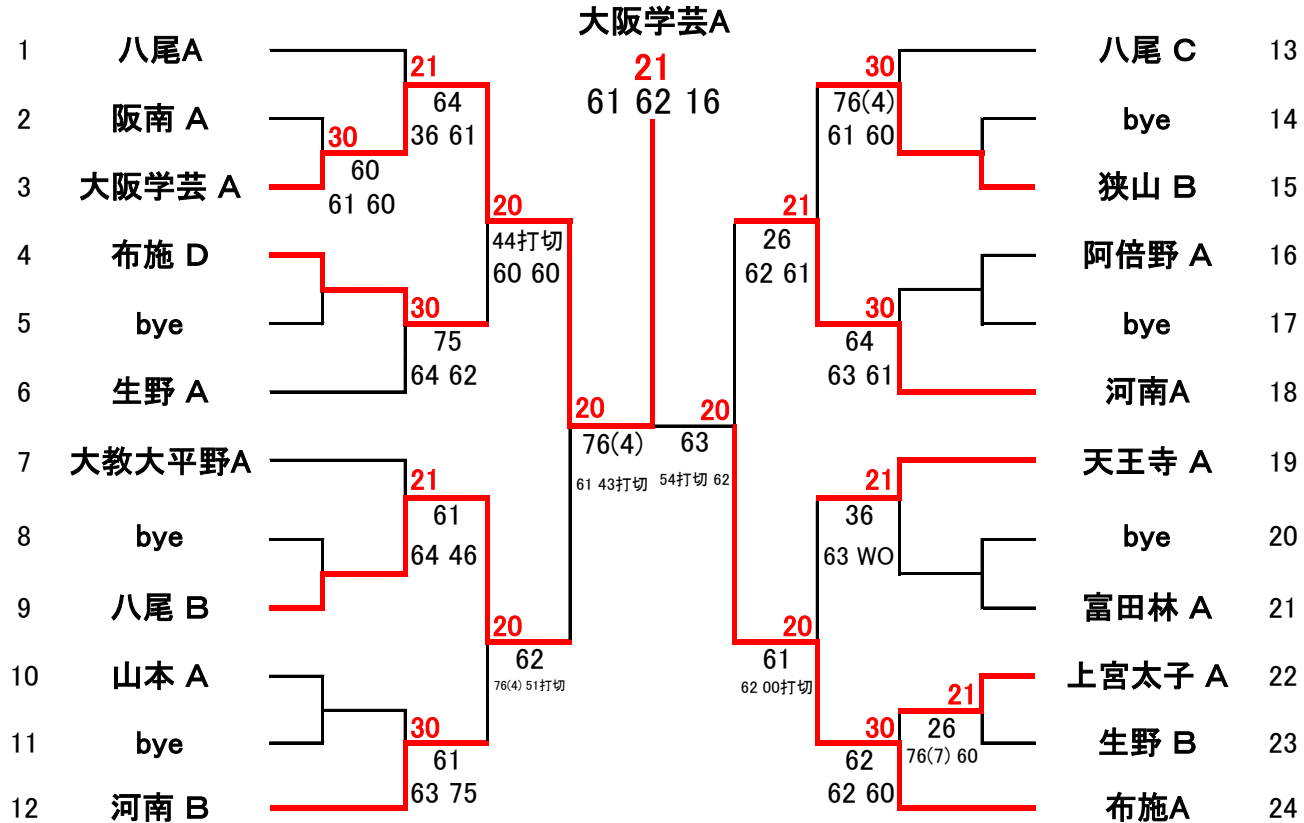 大阪学芸A
21
61 62 16
1 八尾A
2 阪南 A
3 大阪学芸 A
4 布施 D
5 bye
6 生野 A
7 大教大平野A
8 bye
9 八尾 B
10 山本 A
11 bye
12 河南 B
21
64
36 61
30
60
61 60
30
75
64 62
20
44打切
60 60
21
61
64 46
30
61
63 75
20
62
76(4) 51打切
20
76(4)
61 43打切
20
63
54打切 62
30
76(4)
61 60
21
26
62 61
30
64
63 61
21
36
63 WO
20
61
62 00打切
21
26
76(7) 60
30
62
62 60
八尾 C 13
bye 14
狭山 B 15
阿倍野 A 16
bye 17
河南A 18
天王寺 A 19
bye 20
富田林 A 21
上宮太子 A 22
生野 B 23
布施A 24